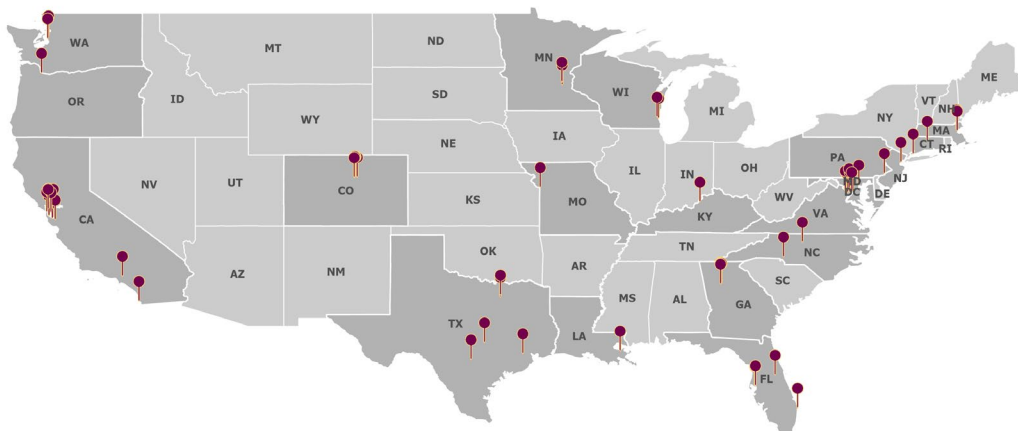 WA
MT
ND
MN
ME
OR
ID
SD
WI
MI
VT
NH
NY
MA
WY
IA
CT
RI
NE
PA
NV
UT
CO
IL
IN
OH
NJ
MD
DC
DE
CA
KS
MO
KY
WV
VA
AZ
NM
OK
AR
TN
NC
SC
TX
LA
MS
AL
GA
FL